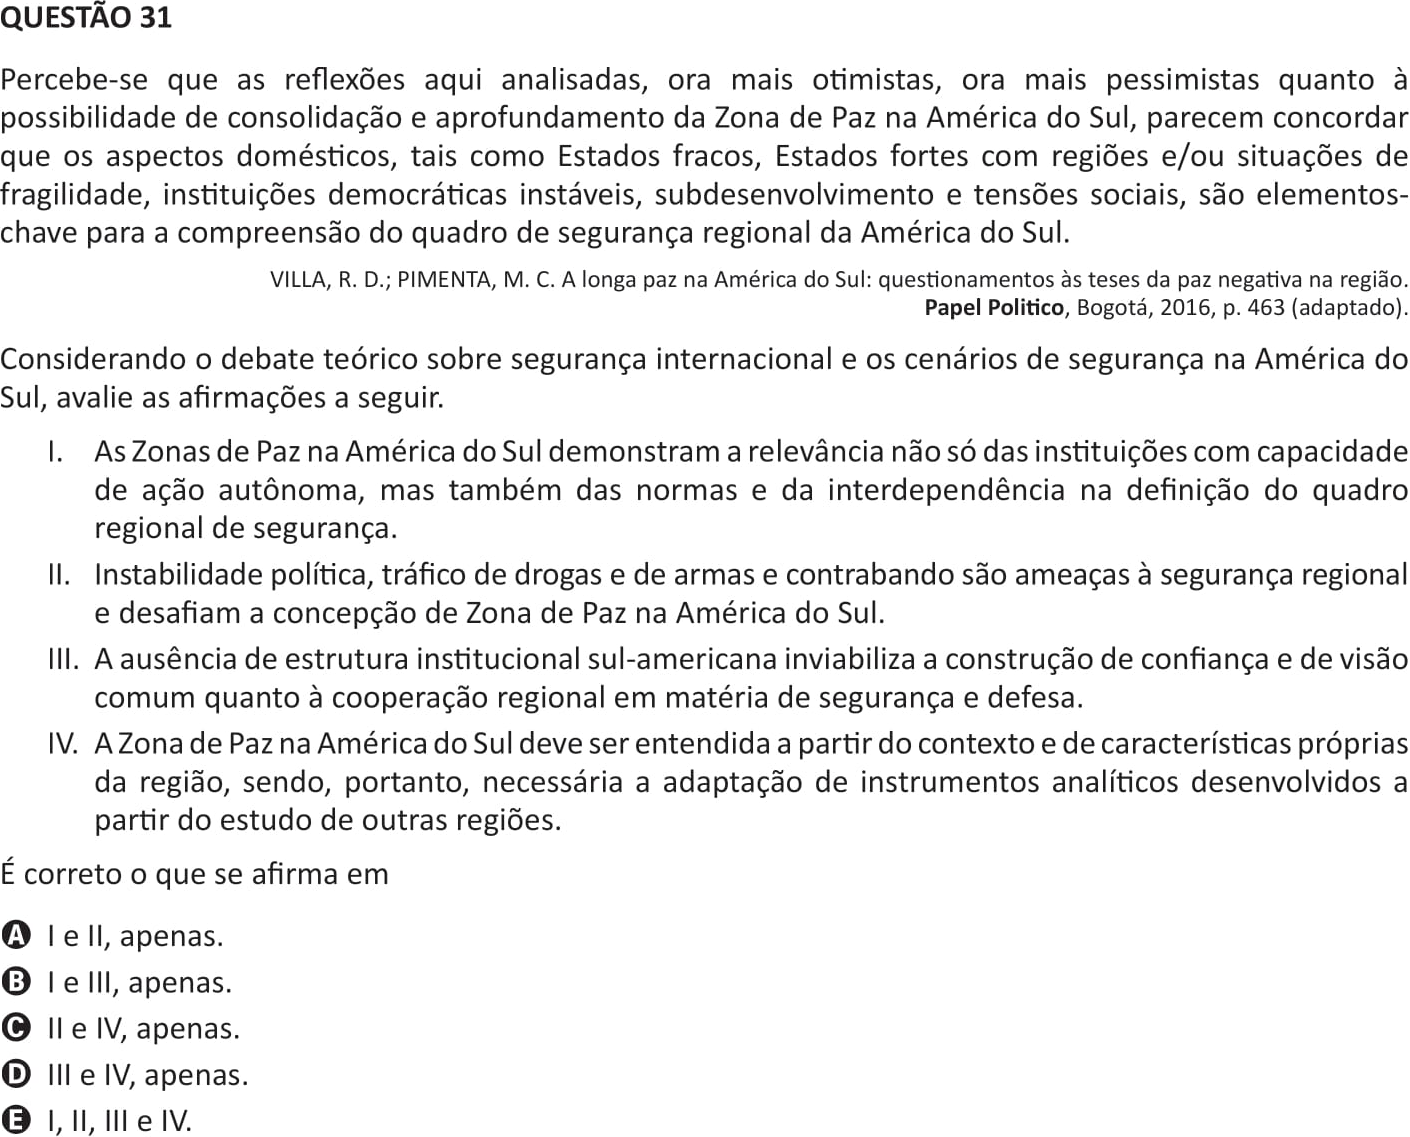 QUESTÃO 31
Percebe-se que as reflexões aqui analisadas, ora mais otimistas, ora mais pessimistas quanto à
possibilidade de consolidação e aprofundamento da Zona de Paz na América do Sul, parecem concordar
que os aspectos domésticos, tais como Estados fracos, Estados fortes com regiões e/ou situações de
fragilidade, instituições democráticas instáveis, subdesenvolvimento e tensões sociais, são elementos-
chave para a compreensão do quadro de segurança regional da América do Sul.
VILLA, R. D.; PIMENTA, M. C. A longa paz na América do Sul: questionamentos às teses da paz negativa na região.
Papel Politico, Bogotá, 2016, p. 463 (adaptado).
Considerando o debate teórico sobre segurança internacional e os cenários de segurança na América do
Sul, avalie as afirmações a seguir.
I. As Zonas de Paz na América do Sul demonstram a relevância não só das instituições com capacidade
de ação autônoma, mas também das normas e da interdependência na definição do quadro
regional de segurança.
II. Instabilidade política, tráfico de drogas e de armas e contrabando são ameaças à segurança regional
e desafiam a concepção de Zona de Paz na América do Sul.
III. A ausência de estrutura institucional sul-americana inviabiliza a construção de confiança e de visão
comum quanto à cooperação regional em matéria de segurança e defesa.
IV. A Zona de Paz na América do Sul deve ser entendida a partir do contexto e de características próprias
da região, sendo, portanto, necessária a adaptação de instrumentos analíticos desenvolvidos a
partir do estudo de outras regiões.
É correto o que se afirma em
A I e II, apenas.
B I e III, apenas.
C II e IV, apenas.
D III e IV, apenas.
E I, II, III e IV.